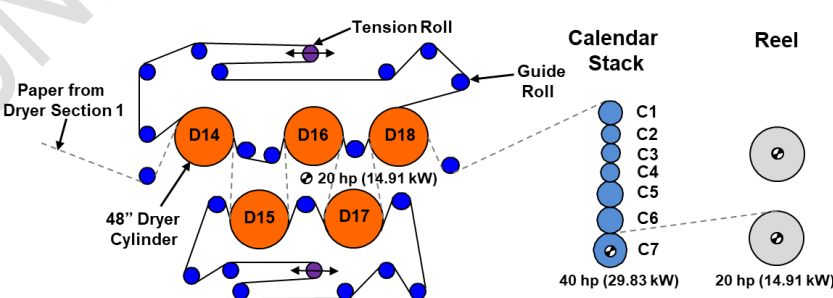 Tension Roll
Calendar
Stack
Reel
Paper from
Dryer Section 1
Guide
Roll
D14
D16
D18
C1
C2
C3
C4
C5
C6
C7
20 hp (14.91 kW)
48” Dryer
Cylinder
D15
D17
40 hp (29.83 kW)
20 hp (14.91 kW)